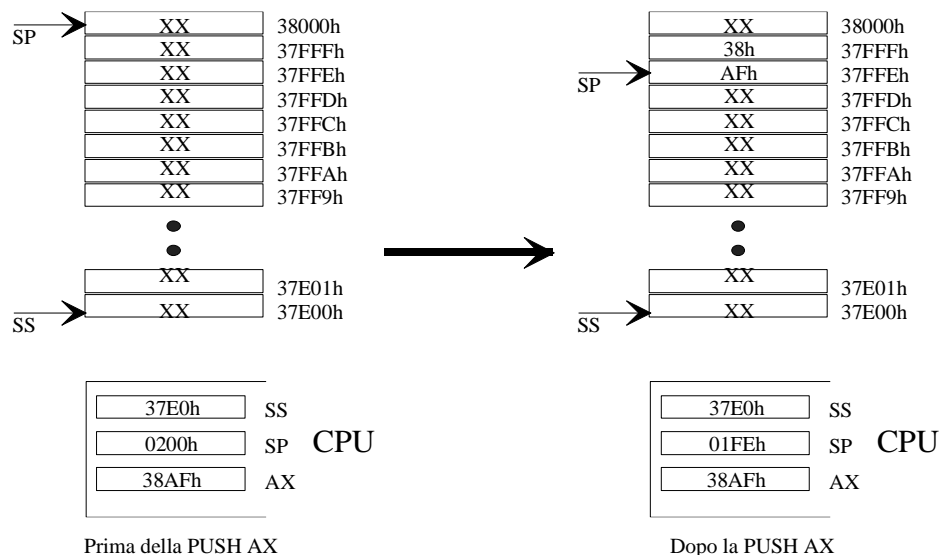 XX 38000h
SP
XX 37FFFh
XX 37FFEh
XX 37FFDh
XX 37FFCh
XX 37FFBh
XX 37FFAh
XX 37FF9h
XX
37E01h
XX 37E00h
SS
37E0h SS
0200h SP CPU
38AFh AX
Prima della PUSH AX
XX 38000h
38h 37FFFh
AFh 37FFEh
SP
XX 37FFDh
XX 37FFCh
XX 37FFBh
XX 37FFAh
XX 37FF9h
XX
37E01h
XX 37E00h
SS
37E0h SS
01FEh SP CPU
38AFh AX
Dopo la PUSH AX